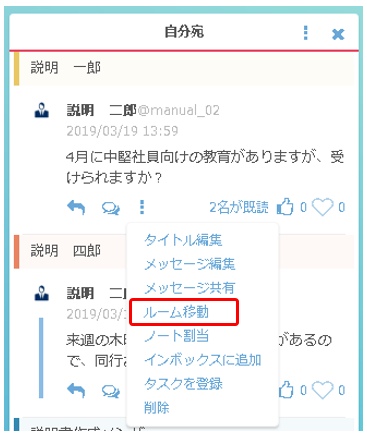 自分宛
説明 一郎
説明 二郎@manual_02
2019/03/19 13:59
4月に中堅社員向けの教育がありますが、受
けられますか?
2名が既読 0 0
タイトル編集
説明 四郎
メッセージ編集
メッセージ共有
説明 二
ルーム移動
2019/03/
ノート割当
来週の木 があるの
インボックスに追加
で、同行
タスクを登録
0 0
削除